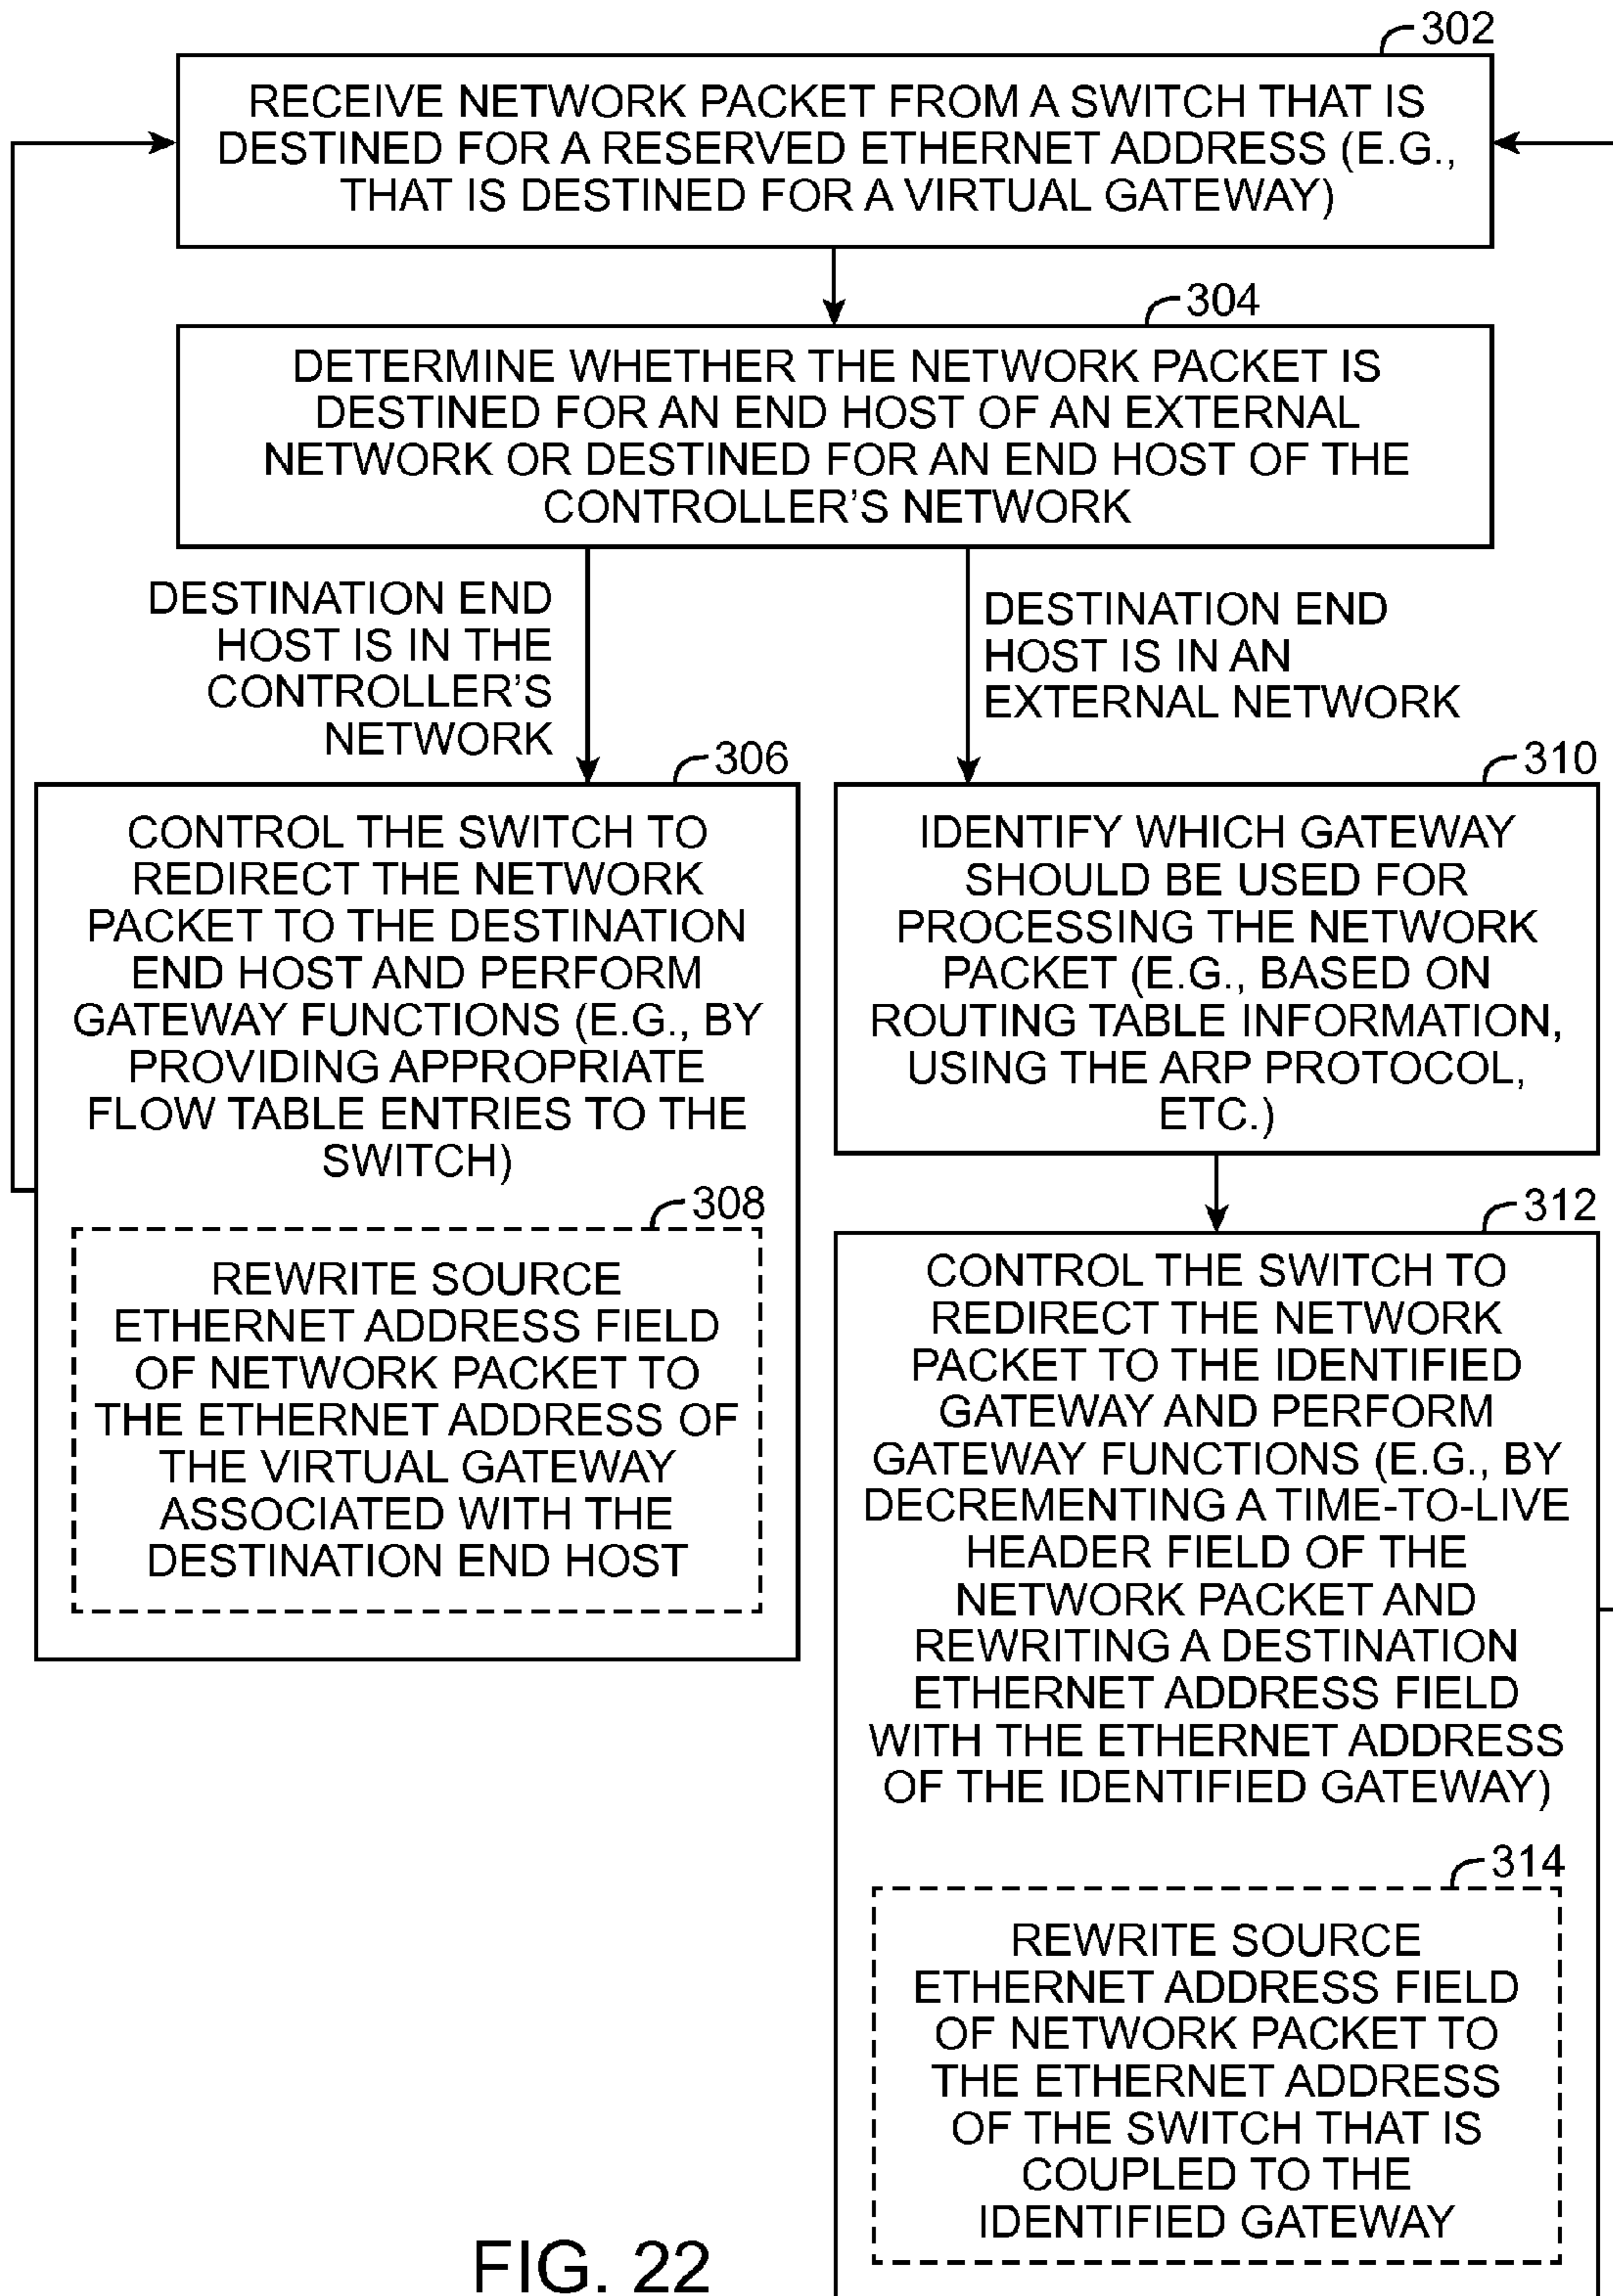 302
RECEIVE NETWORK PACKET FROM A SWITCH THAT IS
DESTINED FOR A RESERVED ETHERNET ADDRESS (E.G.,
THAT IS DESTINED FOR A VIRTUAL GATEWAY)
304
DETERMINE WHETHER THE NETWORK PACKET IS
DESTINED FOR AN END HOST OF AN EXTERNAL
NETWORK OR DESTINED FOR AN END HOST OF THE
CONTROLLER'S NETWORK
DESTINATION END
HOST IS IN THE
CONTROLLER'S
NETWORK
DESTINATION END
HOST IS IN AN
EXTERNAL NETWORK
306
CONTROL THE SWITCH TO
REDIRECT THE NETWORK
PACKET TO THE DESTINATION
END HOST AND PERFORM
GATEWAY FUNCTIONS (E.G., BY
PROVIDING APPROPRIATE
FLOW TABLE ENTRIES TO THE
SWITCH)
308
REWRITE SOURCE
ETHERNET ADDRESS FIELD
OF NETWORK PACKET TO
THE ETHERNET ADDRESS OF
THE VIRTUAL GATEWAY
ASSOCIATED WITH THE
DESTINATION END HOST
310
IDENTIFY WHICH GATEWAY
SHOULD BE USED FOR
PROCESSING THE NETWORK
PACKET (E.G., BASED ON
ROUTING TABLE INFORMATION,
USING THE ARP PROTOCOL,
ETC.)
312
CONTROL THE SWITCH TO
REDIRECT THE NETWORK
PACKET TO THE IDENTIFIED
GATEWAY AND PERFORM
GATEWAY FUNCTIONS (E.G., BY
DECREMENTING A TIME-TO-LIVE
HEADER FIELD OF THE
NETWORK PACKET AND
REWRITING A DESTINATION
ETHERNET ADDRESS FIELD
WITH THE ETHERNET ADDRESS
OF THE IDENTIFIED GATEWAY)
314
REWRITE SOURCE
ETHERNET ADDRESS FIELD
OF NETWORK PACKET TO
THE ETHERNET ADDRESS
OF THE SWITCH THAT IS
COUPLED TO THE
IDENTIFIED GATEWAY
FIG. 22